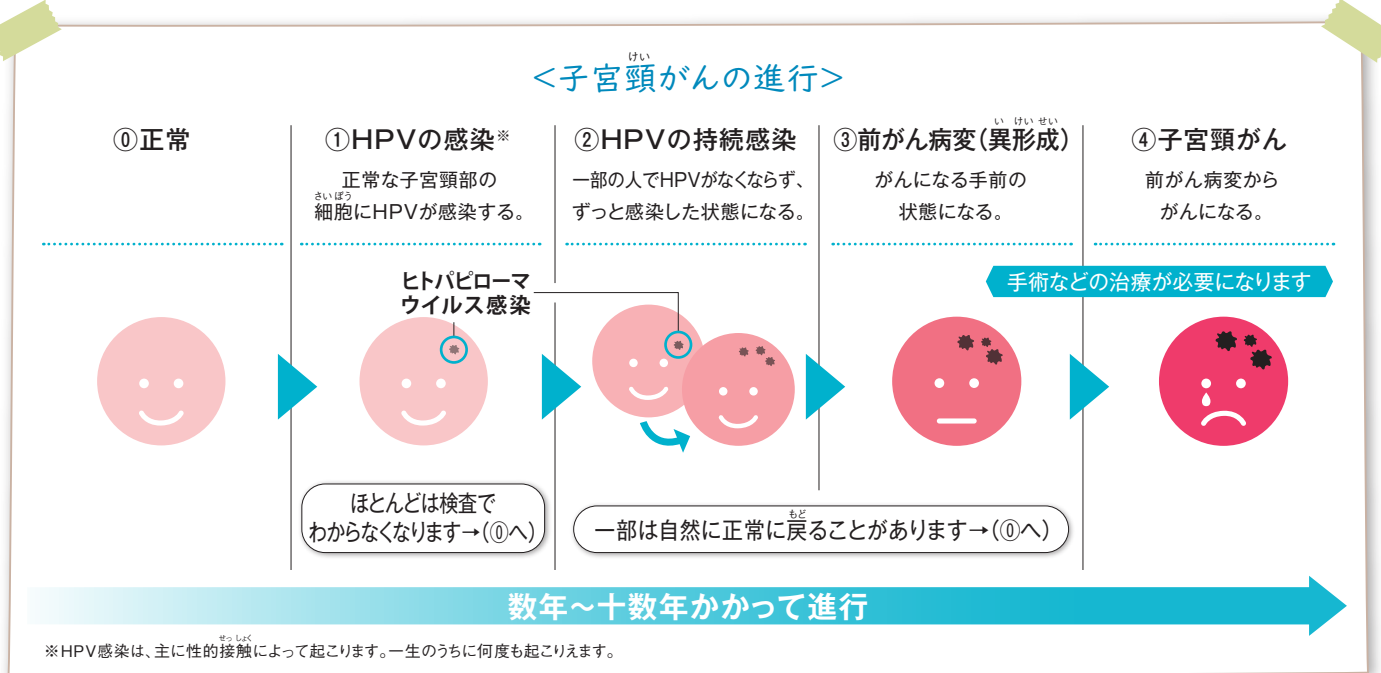 ＜子宮頸がんの進行＞
けい
⓪正常
①HPVの感染※
正常な子宮頸部の
さいぼう
細胞にHPVが感染する。
②HPVの持続感染
一部の人でHPVがなくならず、
ずっと感染した状態になる。
い けい せい
③前がん病変(異形成)
がんになる手前の
状態になる。
④子宮頸がん
前がん病変から
がんになる。
ヒトパピローマ
ウイルス感染
手術などの治療が必要になります
ほとんどは検査で
わからなくなります→(⓪へ)
もど
一部は自然に正常に戻ることがあります→(⓪へ)
数年～十数年かかって進行
せっ しょく
※HPV感染は、主に性的接触によって起こります。一生のうちに何度も起こりえます。